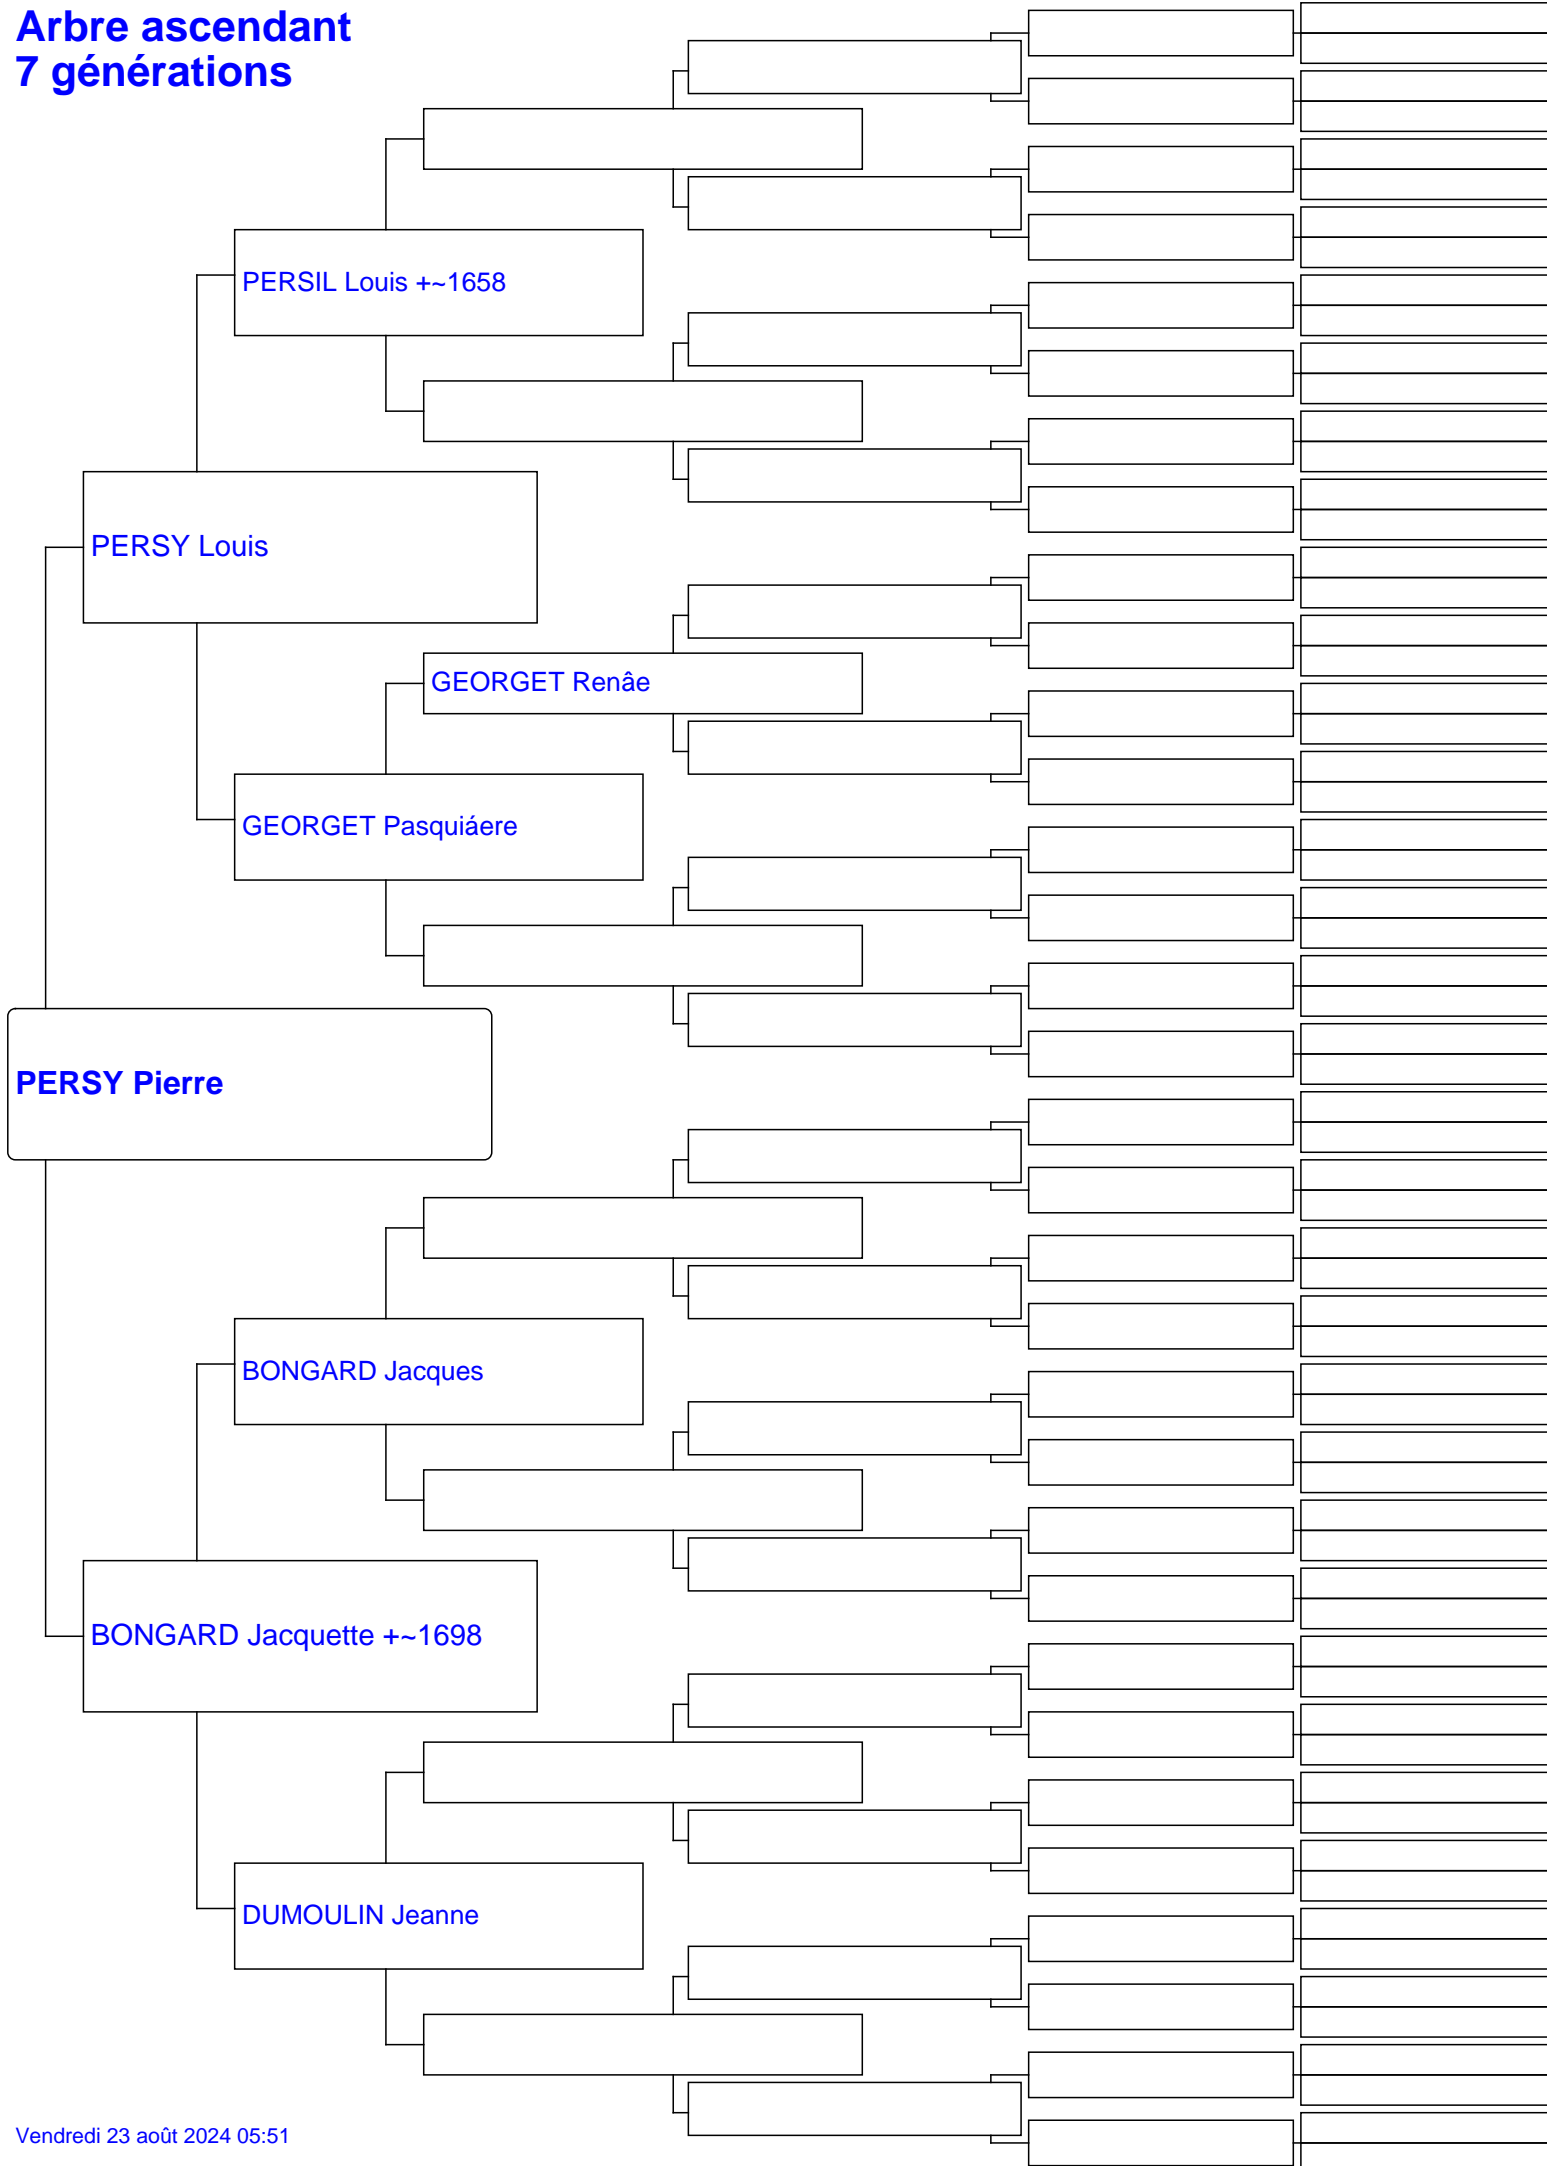 Arbre ascendant
7 générations
PERSIL Louis +~1658
PERSY Louis
GEORGET Renâe
GEORGET Pasquiáere
PERSY Pierre
BONGARD Jacques
BONGARD Jacquette +~1698
DUMOULIN Jeanne
Vendredi 23 août 2024 05:51